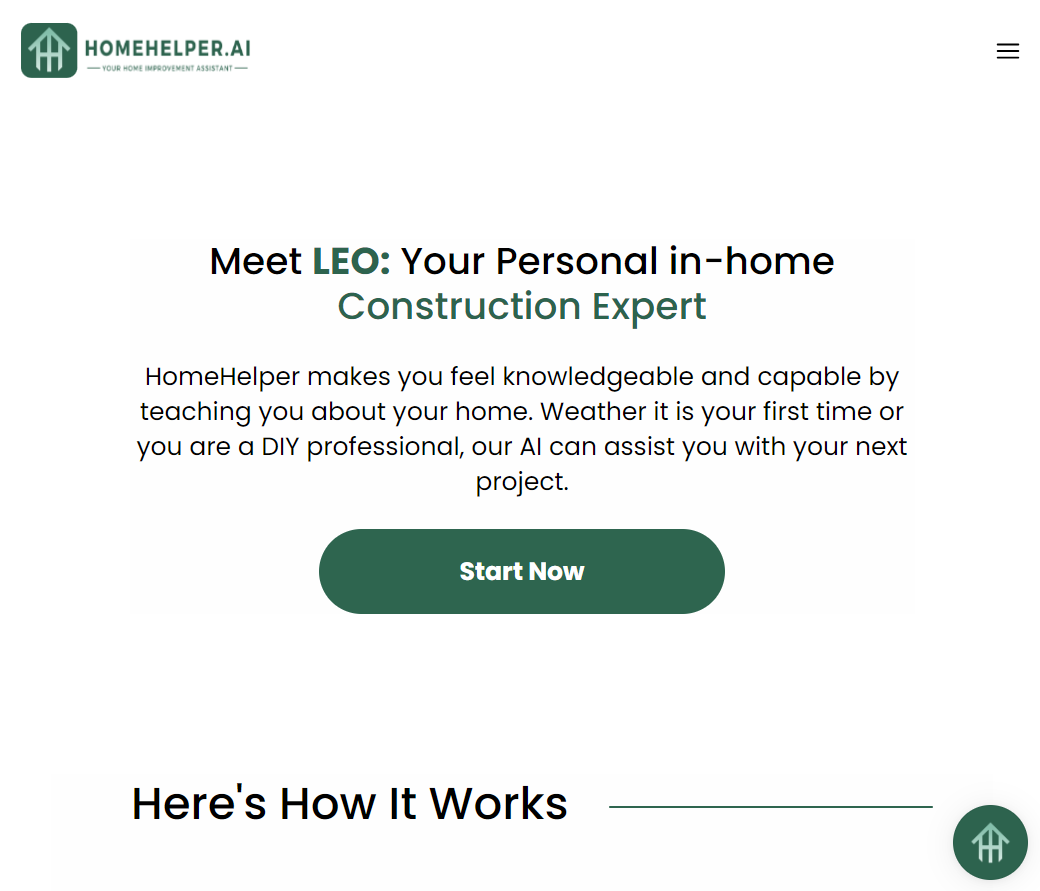 HOMEHELPER.AI
YOUR HOME IMPROVEMENT ASSISTANT
Meet LEO: Your Personal in-home
Construction Expert
HomeHelper makes you feel knowledgeable and capable by
teaching you about your home. Weather it is your first time or
you are a DIY professional, our AI can assist you with your next
project.
Start Now
Here's How It Works